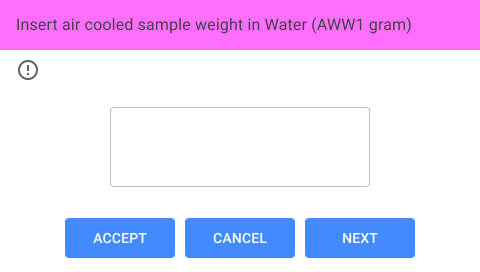 Insert air cooled sample weight in Water (AWW1 gram)
ACCEPT CANCEL NEXT